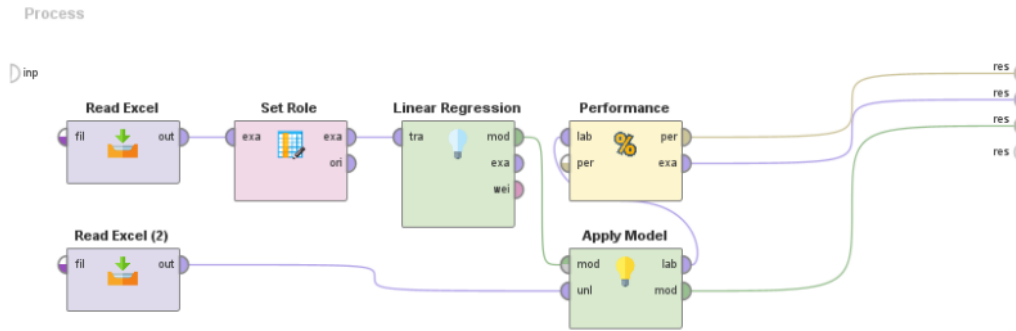 Process
inp
res
res
res
res
Read Excel
fil
out
Set Role
exa
exa
ori
Linear Regression
tra
mod
exa
wei
Performance
%
lab
per
per
exa
Read Excel (2)
fil
out
Apply Model
mod
lab
unl
mod